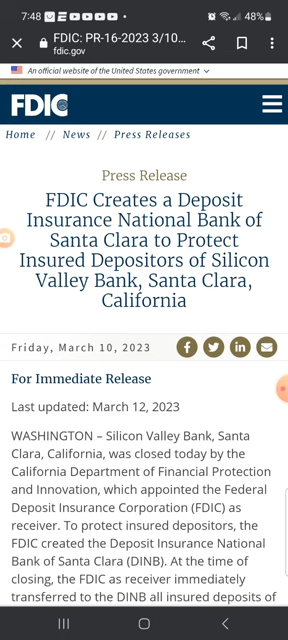 7:48
48%
FDIC: PR-16-2023 3/10...
fdic.gov
An official website of the United States government
FDIC
Home // News // Press Releases
Press Release
FDIC Creates a Deposit
Insurance National Bank of
Santa Clara to Protect
Insured Depositors of Silicon
Valley Bank, Santa Clara,
California
Friday, March 10, 2023
For Immediate Release
Last updated: March 12, 2023
WASHINGTON – Silicon Valley Bank, Santa
Clara, California, was closed today by the
California Department of Financial Protection
and Innovation, which appointed the Federal
Deposit Insurance Corporation (FDIC) as
receiver. To protect insured depositors, the
FDIC created the Deposit Insurance National
Bank of Santa Clara (DINB). At the time of
closing, the FDIC as receiver immediately
transferred to the DINB all insured deposits of